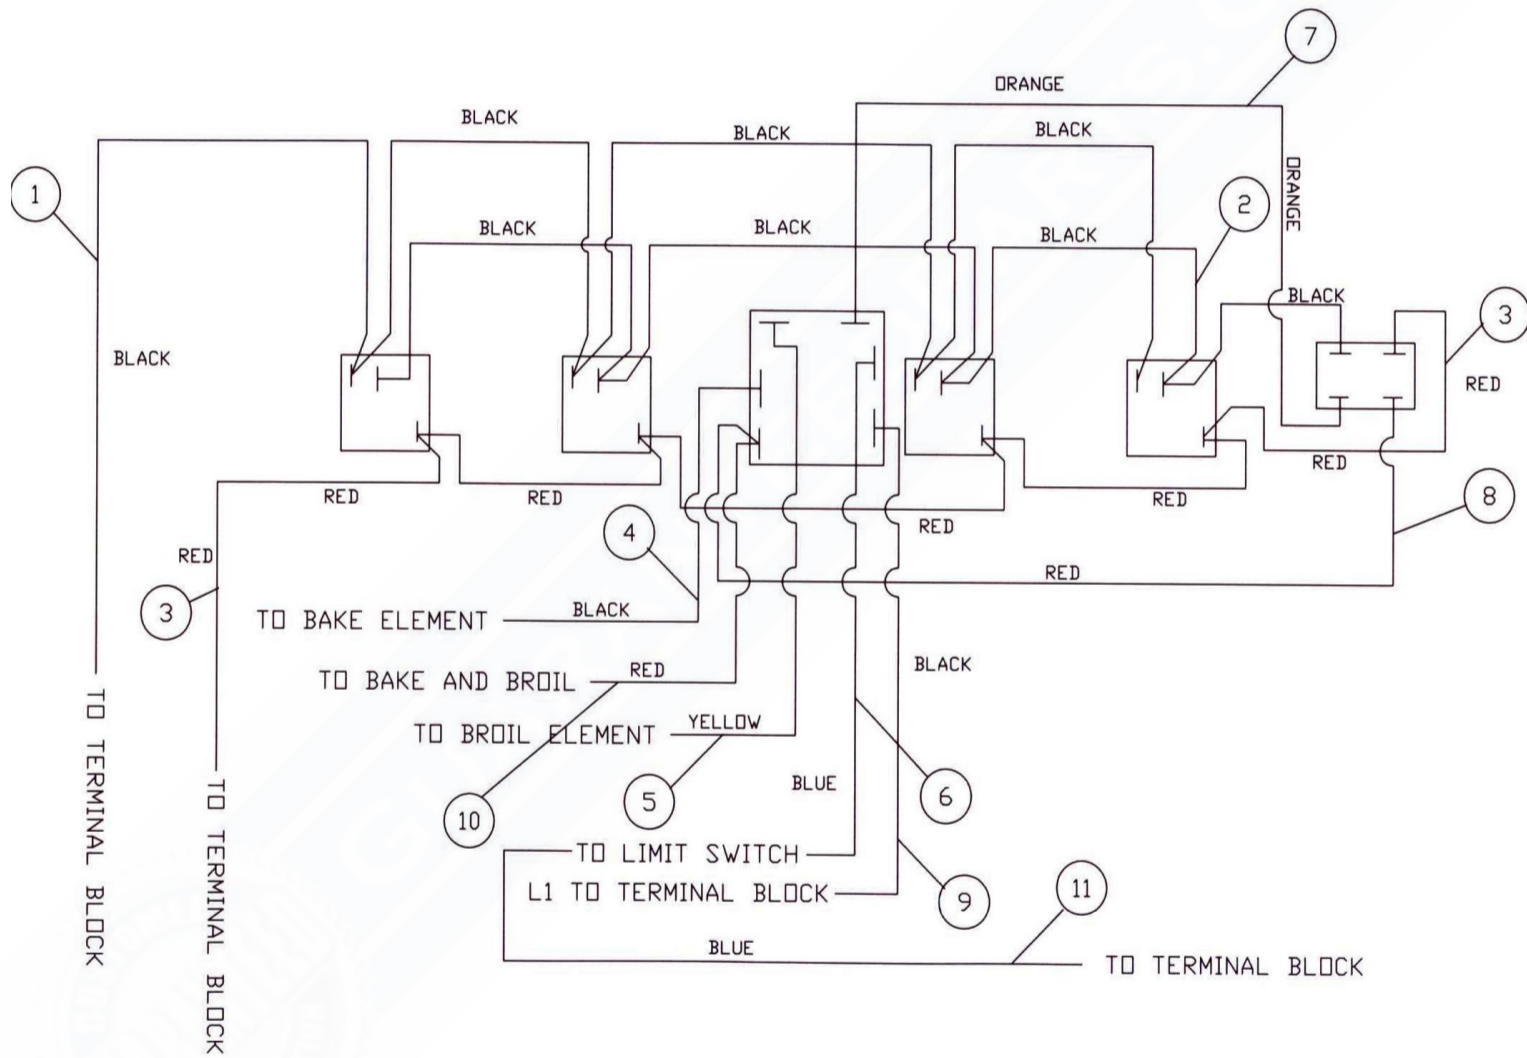 7
ORANGE
BLACK
BLACK
BLACK
ORANGE
1
2
BLACK
BLACK
BLACK
BLACK
3
BLACK
RED
RED
RED
RED
RED
RED
8
4
RED
RED
3
BLACK
TO BAKE ELEMENT
RED
TO BAKE AND BROIL
BLACK
YELLOW
TO BROIL ELEMENT
BLUE
5
6
10
TO TERMINAL BLOCK
TO TERMINAL BLOCK
TO LIMIT SWITCH
L1 TO TERMINAL BLOCK
9
11
BLUE
TO TERMINAL BLOCK